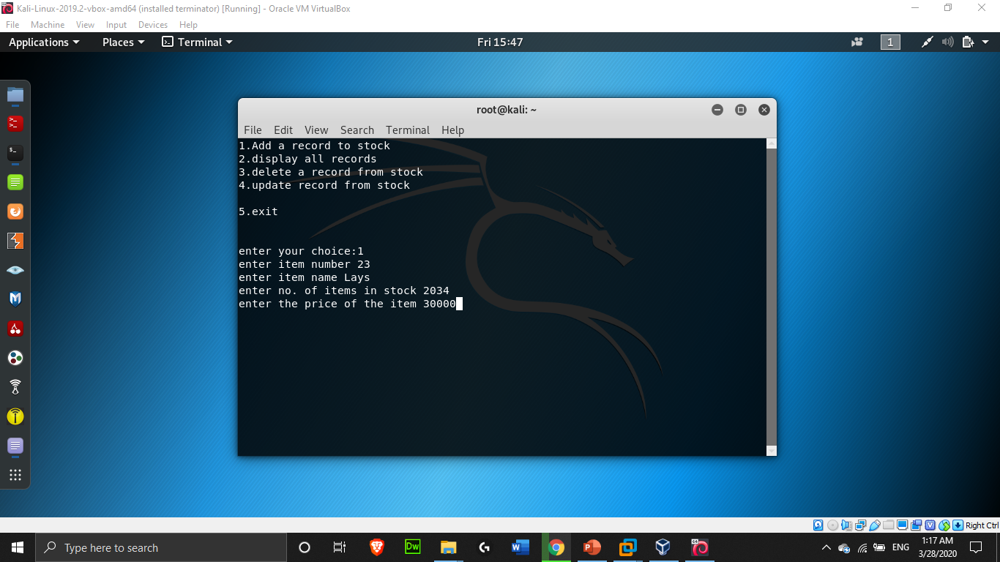 Kali-Linux-2019.2-vbox-amd64 (installed terminator) [Running] - Oracle VM VirtualBox
File Machine View Input Devices Help
Applications Places Terminal Fri 15:47 1
root@kali: ~
File Edit View Search Terminal Help
1.Add a record to stock
2.display all records
3.delete a record from stock
4.update record from stock
5.exit
enter your choice:1
enter item number 23
enter item name Lays
enter no. of items in stock 2034
enter the price of the item 30000
Right Ctrl
Type here to search
Dw
ENG
1:17 AM
3/28/2020